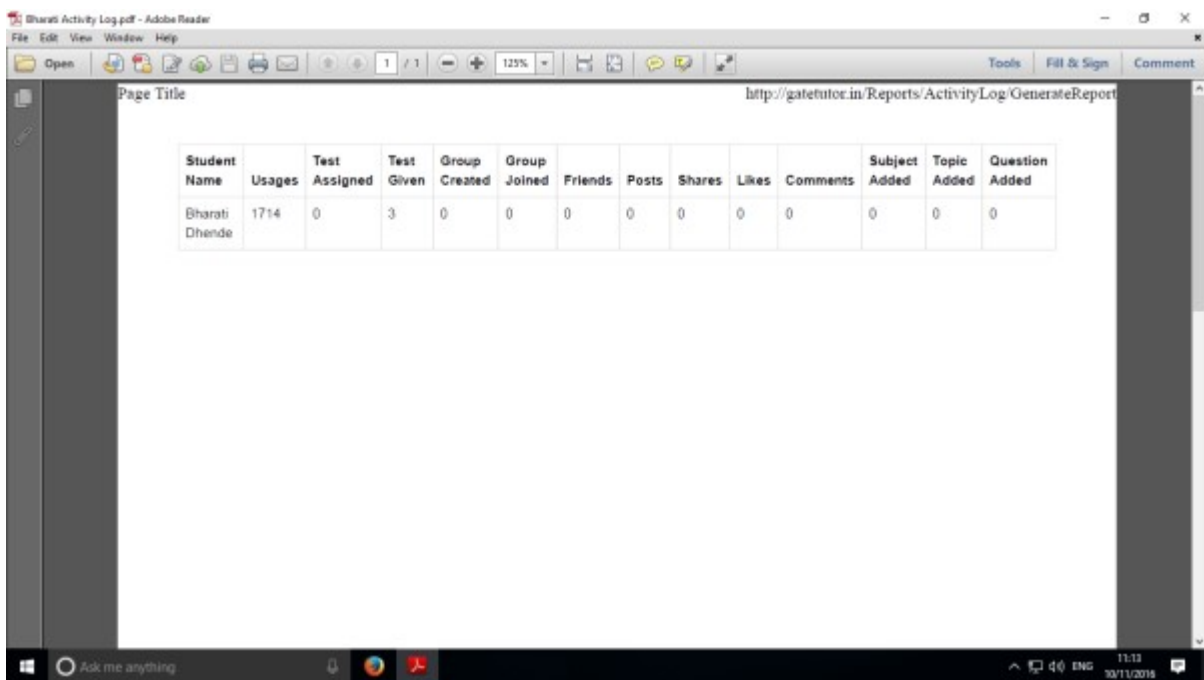 Bharati Activity Log.pdf - Adobe Reader
File Edit View Window Help
Open 1 / 1 125% Tools Fill & Sign Comment
Page Title http://gatetutor.in/Reports/ActivityLog/GenerateReport
Student Name Usages Test Assigned Test Given Group Created Group Joined Friends Posts Shares Likes Comments Subject Added Topic Added Question Added
Bharati Dhende 1714 0 3 0 0 0 0 0 0 0 0 0 0
Ask me anything ENG 11:13
10/11/2016